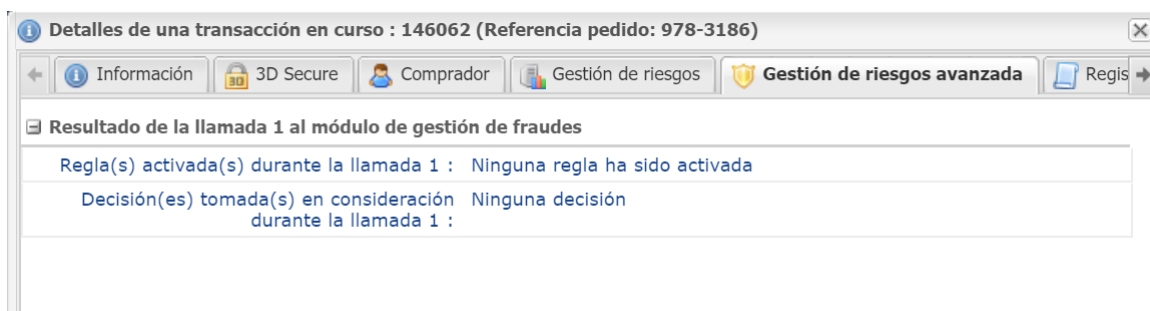 Detalles de una transacción en curso : 146062 (Referencia pedido: 978-3186)
Información 3D Secure Comprador Gestión de riesgos Gestión de riesgos avanzada Regis
Resultado de la llamada 1 al módulo de gestión de fraudes
Regla(s) activada(s) durante la llamada 1 : Ninguna regla ha sido activada
Decisión(es) tomada(s) en consideración Ninguna decisión
durante la llamada 1 :